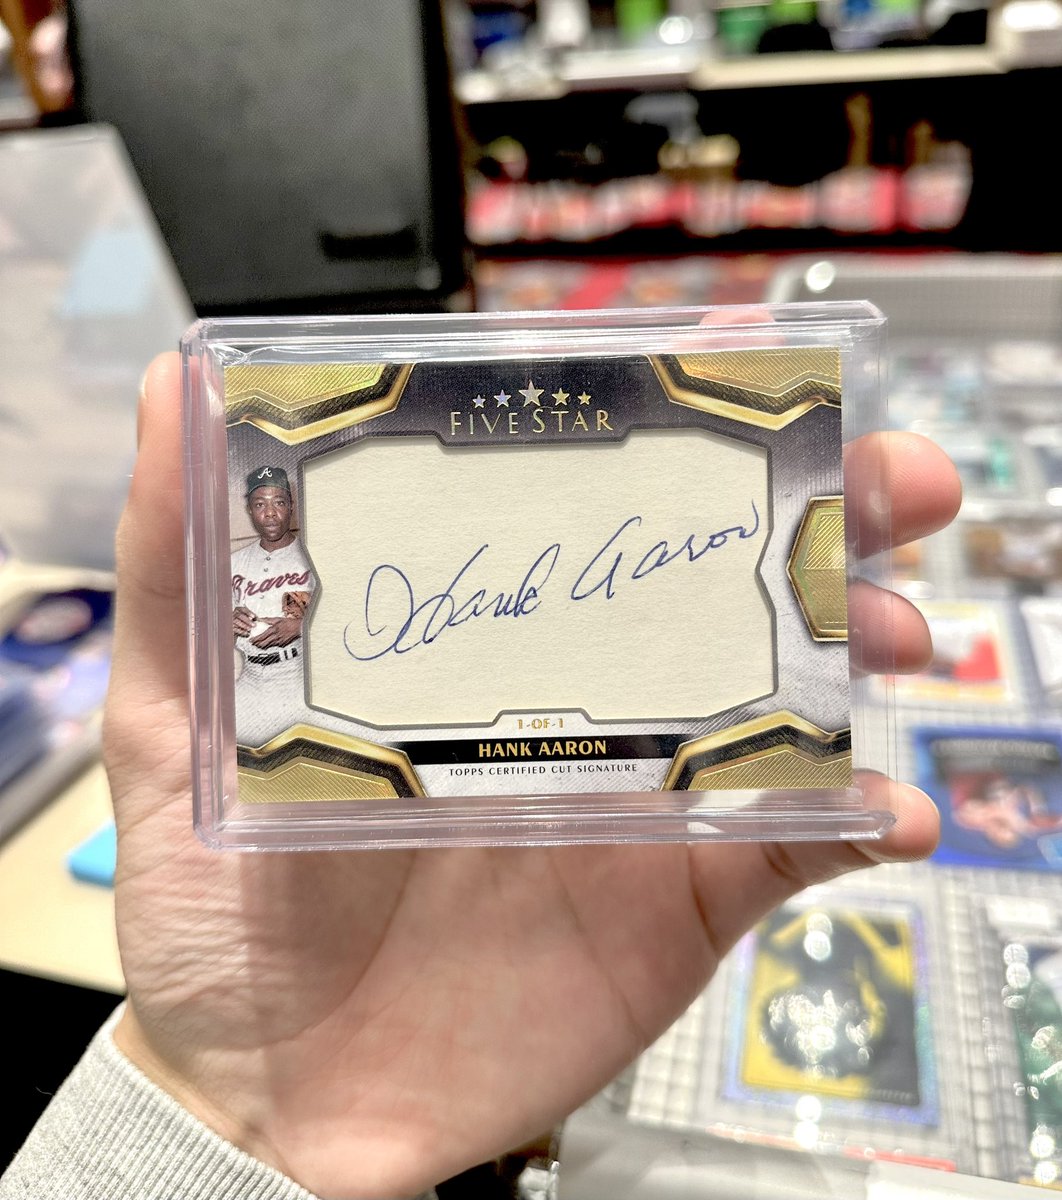 FIVE STAR
A
Braves
Hank Aaron
1-OF-1
HANK AARON
TOPPS CERTIFIED CUT SIGNATURE